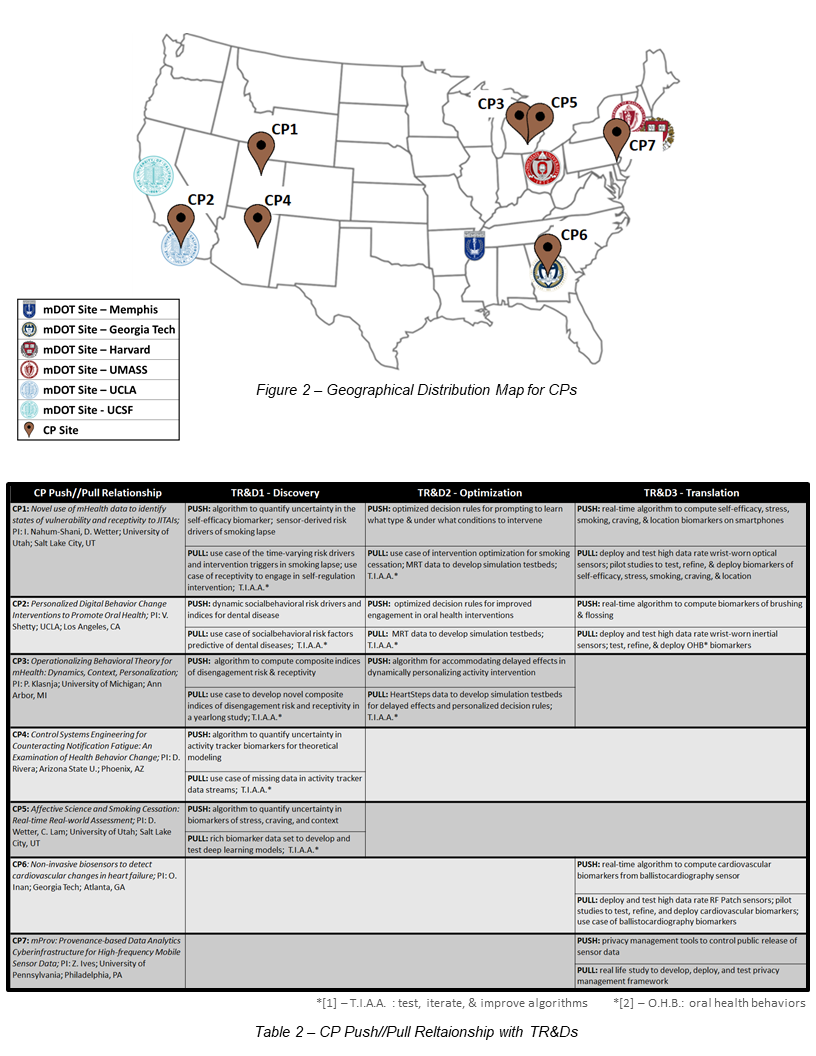 CP3
CP5
CP1
CP7
CP2
CP4
CP6
mDOT Site – Memphis
mDOT Site – Georgia Tech
mDOT Site – Harvard
mDOT Site – UMASS
mDOT Site – UCLA
mDOT Site - UCSF
CP Site
Figure 2 – Geographical Distribution Map for CPs
CP Push//Pull Relationship
TR&D1 - Discovery
TR&D2 - Optimization
TR&D3 - Translation
CP1: Novel use of mHealth data to identify
states of vulnerability and receptivity to JITAIs;
PI: I. Nahum-Shani, D. Wetter; University of
Utah; Salt Lake City, UT
PUSH: algorithm to quantify uncertainty in the
self-efficacy biomarker; sensor-derived risk
drivers of smoking lapse
PULL: use case of the time-varying risk drivers
and intervention triggers in smoking lapse; use
case of receptivity to engage in self-regulation
intervention; T.I.A.A.*
PUSH: optimized decision rules for prompting to learn
what type & under what conditions to intervene
PULL: use case of intervention optimization for smoking
cessation; MRT data to develop simulation testbeds;
T.I.A.A.*
PUSH: real-time algorithm to compute self-efficacy, stress,
smoking, craving, & location biomarkers on smartphones
PULL: deploy and test high data rate wrist-worn optical
sensors; pilot studies to test, refine, & deploy biomarkers of
self-efficacy, stress, smoking, craving, & location
CP2: Personalized Digital Behavior Change
Interventions to Promote Oral Health; PI: V.
Shetty; UCLA; Los Angeles, CA
PUSH: dynamic socialbehavioral risk drivers and
indices for dental disease
PULL: use case of socialbehavioral risk factors
predictive of dental diseases; T.I.A.A.*
PUSH: optimized decision rules for improved
engagement in oral health interventions
PULL: MRT data to develop simulation testbeds;
T.I.A.A.*
PUSH: real-time algorithm to compute biomarkers of brushing
& flossing
PULL: deploy and test high data rate wrist-worn inertial
sensors; test, refine, & deploy OHB* biomarkers
CP3: Operationalizing Behavioral Theory for
mHealth: Dynamics, Context, Personalization;
PI: P. Klasnja; University of Michigan; Ann
Arbor, MI
PUSH: algorithm to compute composite indices
of disengagement risk & receptivity
PULL: use case to develop novel composite
indices of disengagement risk and receptivity in
a yearlong study; T.I.A.A.*
PUSH: algorithm for accommodating delayed effects in
dynamically personalizing activity intervention
PULL: HeartSteps data to develop simulation testbeds
for delayed effects and personalized decision rules;
T.I.A.A.*
CP4: Control Systems Engineering for
Counteracting Notification Fatigue: An
Examination of Health Behavior Change; PI: D.
Rivera; Arizona State U.; Phoenix, AZ
PUSH: algorithm to quantify uncertainty in
activity tracker biomarkers for theoretical
modeling
PULL: use case of missing data in activity tracker
data streams; T.I.A.A.*
CP5: Affective Science and Smoking Cessation:
Real-time Real-world Assessment; PI: D.
Wetter, C. Lam; University of Utah; Salt Lake
City, UT
PUSH: algorithm to quantify uncertainty in
biomarkers of stress, craving, and context
PULL: rich biomarker data set to develop and
test deep learning models; T.I.A.A.*
CP6: Non-invasive biosensors to detect
cardiovascular changes in heart failure; PI: O.
Inan; Georgia Tech; Atlanta, GA
PUSH: real-time algorithm to compute cardiovascular
biomarkers from ballistocardiography sensor
PULL: deploy and test high data rate RF Patch sensors; pilot
studies to test, refine, and deploy cardiovascular biomarkers;
use case of ballistocardiography biomarkers
CP7: mProv: Provenance-based Data Analytics
Cyberinfrastructure for High-frequency Mobile
Sensor Data; PI: Z. Ives; University of
Pennsylvania; Philadelphia, PA
PUSH: privacy management tools to control public release of
sensor data
PULL: real life study to develop, deploy, and test privacy
management framework
*[1] – T.I.A.A. : test, iterate, & improve algorithms *[2] – O.H.B.: oral health behaviors
Table 2 – CP Push//Pull Reltaionship with TR&Ds